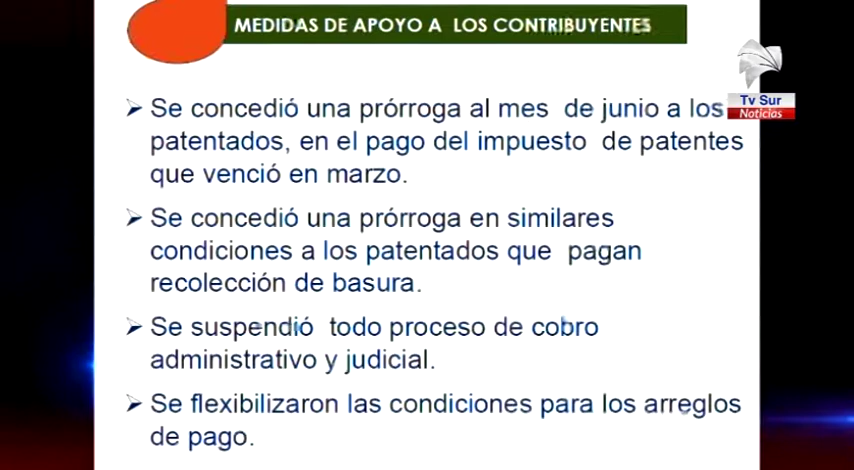 MEDIDAS DE APOYO A LOS CONTRIBUYENTES
Tv Sur
Noticias
➢ Se concedió una prórroga al mes de junio a los
patentados, en el pago del impuesto de patentes
que venció en marzo.
➢ Se concedió una prórroga en similares
condiciones a los patentados que pagan
recolección de basura.
➢ Se suspendió todo proceso de cobro
administrativo y judicial.
➢ Se flexibilizaron las condiciones para los arreglos
de pago.